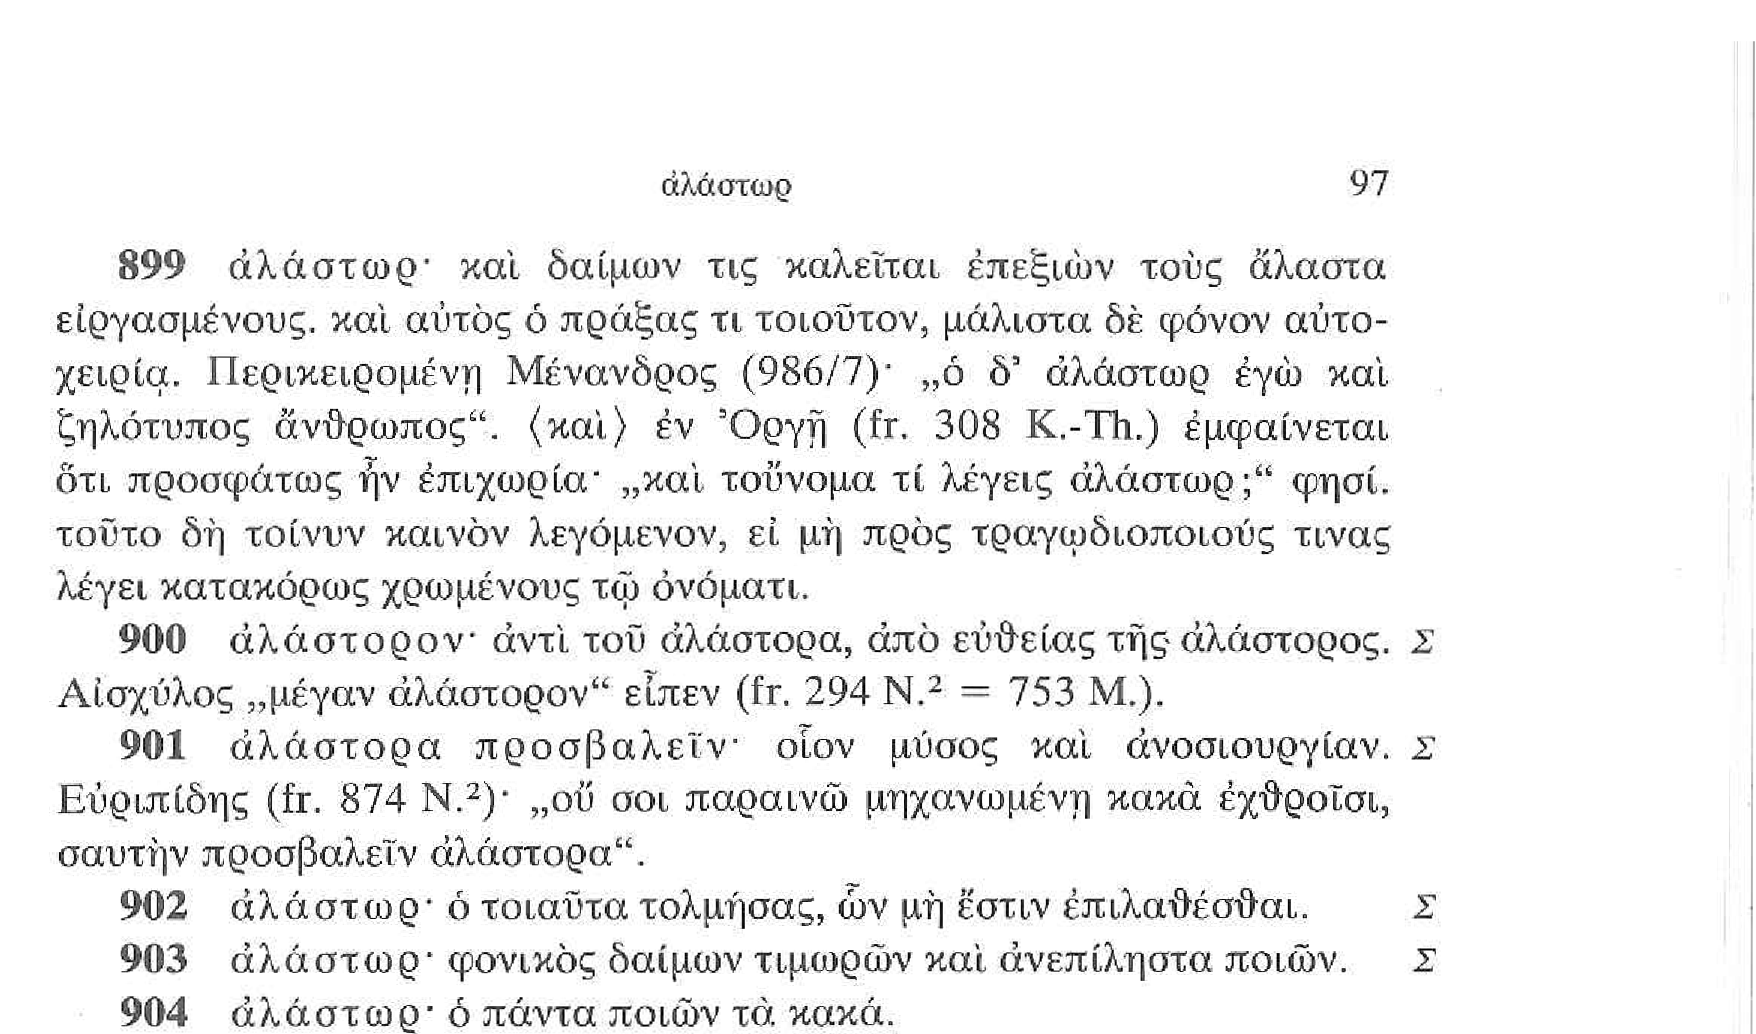 ἀλάστωρ 97
899 ἀλάστωρ· καὶ δαίμων τις καλεῖται ἐπεξιὼν τοὺς ἄλαστα
εἰργασμένους. καὶ αὐτὸς ὁ πράξας τι τοιοῦτον, μάλιστα δὲ φόνον αὐτο-
χειρίᾳ. Περικειρομένῃ Μένανδρος (986/7)· „ὁ δ’ ἀλάστωρ ἐγὼ καὶ
ζηλότυπος ἄνθρωπος“. ⟨καὶ⟩ ἐν Ὀργῇ (fr. 308 K.-Th.) ἐμφαίνεται
ὅτι προσφάτως ἦν ἐπιχωρία· „καὶ τοὔνομα τί λέγεις ἀλάστωρ;“ φησί.
τοῦτο δὴ τοίνυν καινὸν λεγόμενον, εἰ μὴ πρὸς τραγῳδιοποιούς τινας
λέγει κατακόρως χρωμένους τῷ ὀνόματι.
900 ἀλάστορον· ἀντὶ τοῦ ἀλάστορα, ἀπὸ εὐθείας τῆς ἀλάστορος. Σ
Αἰσχύλος „μέγαν ἀλάστορον“ εἶπεν (fr. 294 N.² = 753 M.).
901 ἀλάστορα προσβαλεῖν· οἷον μύσος καὶ ἀνοσιουργίαν. Σ
Εὐριπίδης (fr. 874 N.²)· „οὔ σοι παραινῶ μηχανωμένῃ κακὰ ἐχθροῖσι,
σαυτὴν προσβαλεῖν ἀλάστορα“.
902 ἀλάστωρ· ὁ τοιαῦτα τολμήσας, ὧν μὴ ἔστιν ἐπιλαθέσθαι. Σ
903 ἀλάστωρ· φονικὸς δαίμων τιμωρῶν καὶ ἀνεπίληστα ποιῶν. Σ
904 ἀλάστωρ· ὁ πάντα ποιῶν τὰ κακά.